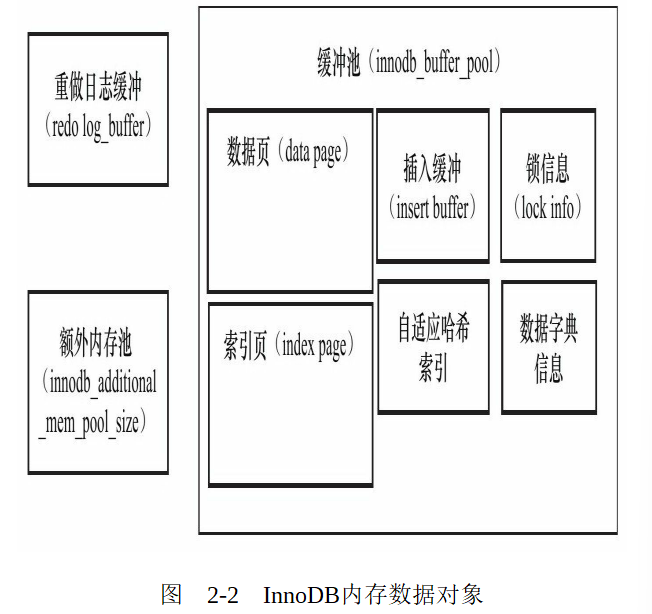 重做日志缓冲
（redo log_buffer）
缓冲池（innodb_buffer_pool）
数据页（data page）
插入缓冲
（insert buffer）
锁信息
（lock info）
额外内存池
（innodb_additional
_mem_pool_size）
索引页（index page）
自适应哈希
索引
数据字典
信息
图 2-2 InnoDB内存数据对象